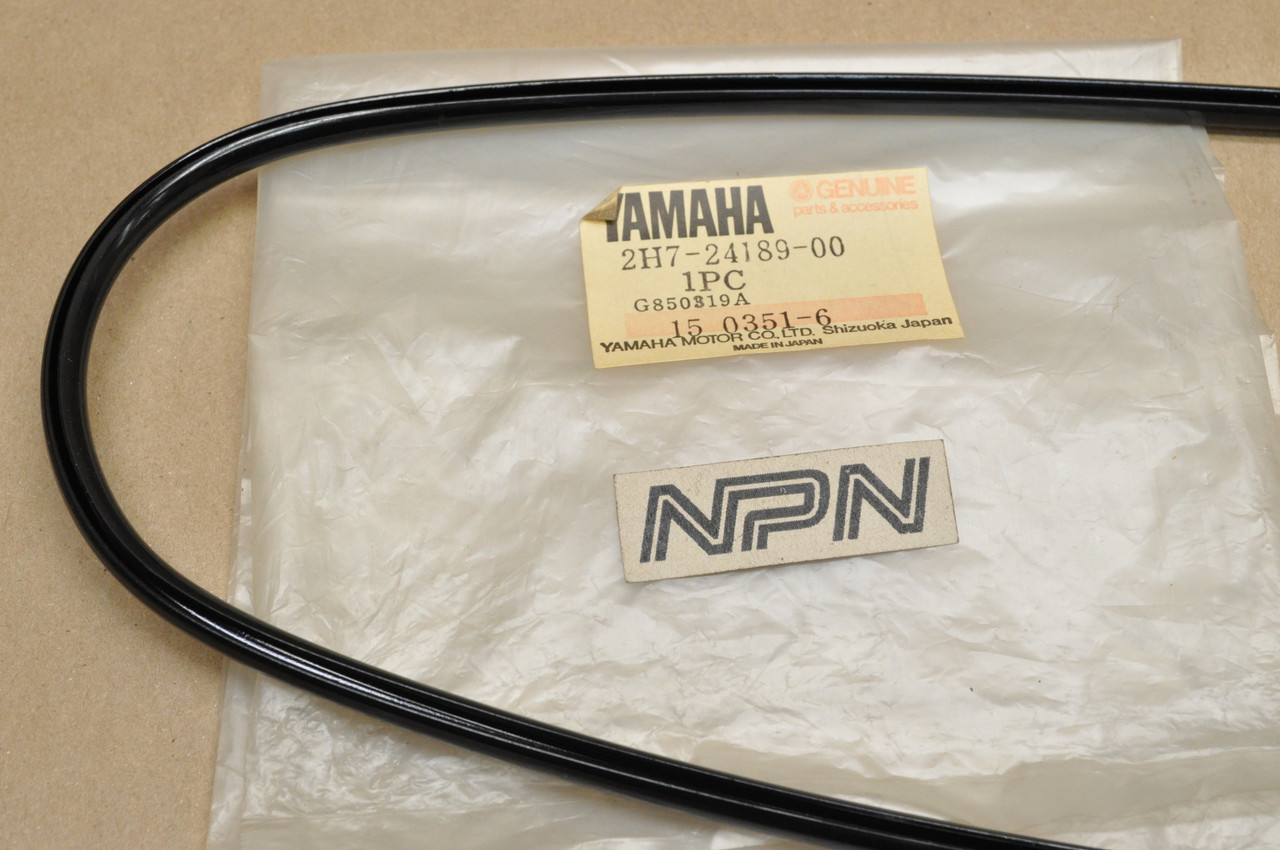 YAMAHA GENUINE
parts & accessories
2H7-24189-00
1PC
G850319A
15 0351-6
YAMAHA MOTOR CO., LTD. Shizuoka Japan
MADE IN JAPAN
NPN